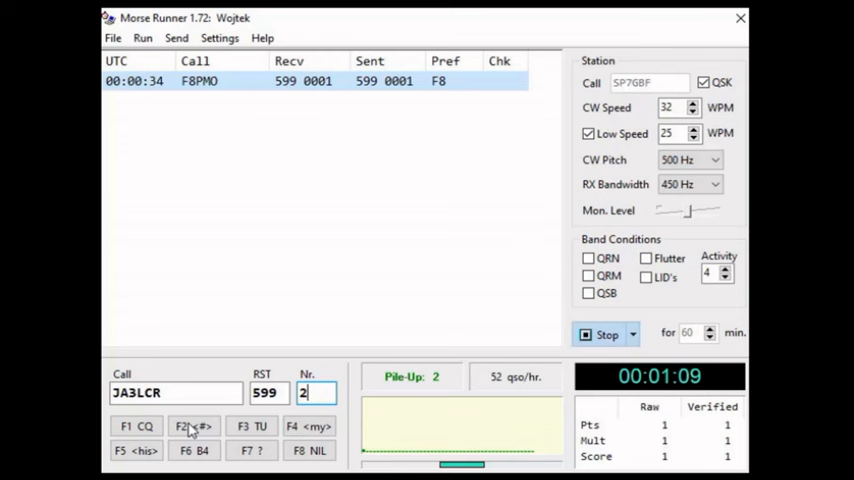 Morse Runner 1.72: Wojtek
File Run Send Settings Help
UTC Call Recv Sent Pref Chk
00:00:34 F8PMO 599 0001 599 0001 F8
Station
Call SP7GBF QSK
CW Speed 32 WPM
Low Speed 25 WPM
CW Pitch 500 Hz
RX Bandwidth 450 Hz
Mon. Level
Band Conditions
QRN Flutter Activity
QRM LID's 4
QSB
Stop for 60 min.
Call RST Nr.
JA3LCR 599 2
F1 CQ F2 <#> F3 TU F4 <my>
F5 <his> F6 B4 F7 ? F8 NIL
Pile-Up: 2 52 qso/hr.
00:01:09
Raw Verified
Pts 1 1
Mult 1 1
Score 1 1